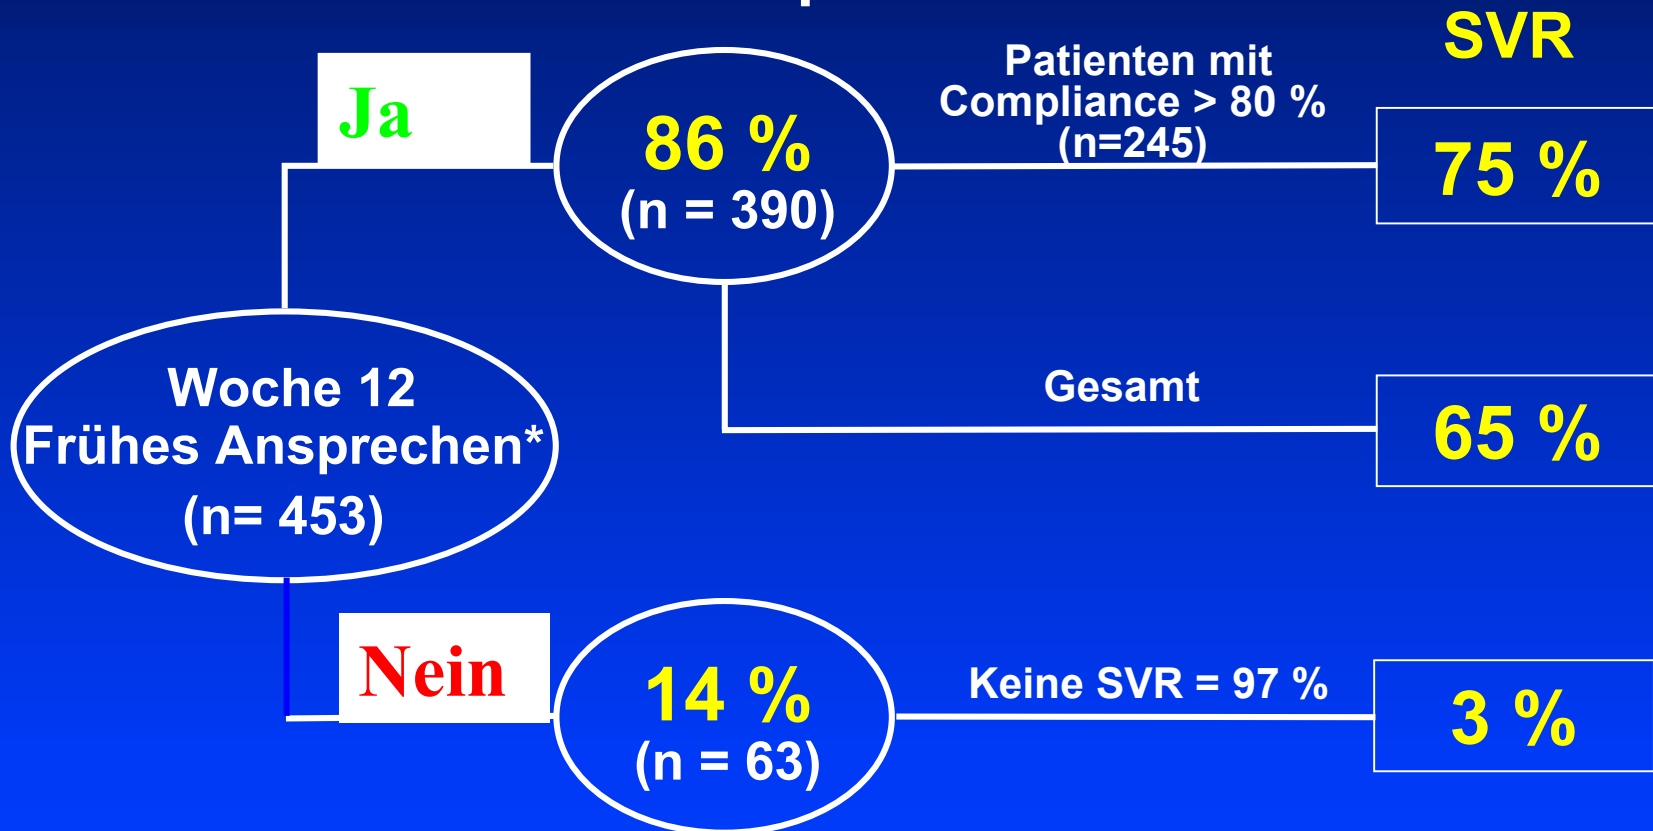 SVR
Ja
86 %
(n = 390)
Patienten mit
Compliance > 80 %
(n=245)
75 %
Woche 12
Frühes Ansprechen*
(n= 453)
Gesamt
65 %
Nein
14 %
(n = 63)
Keine SVR = 97 %
3 %